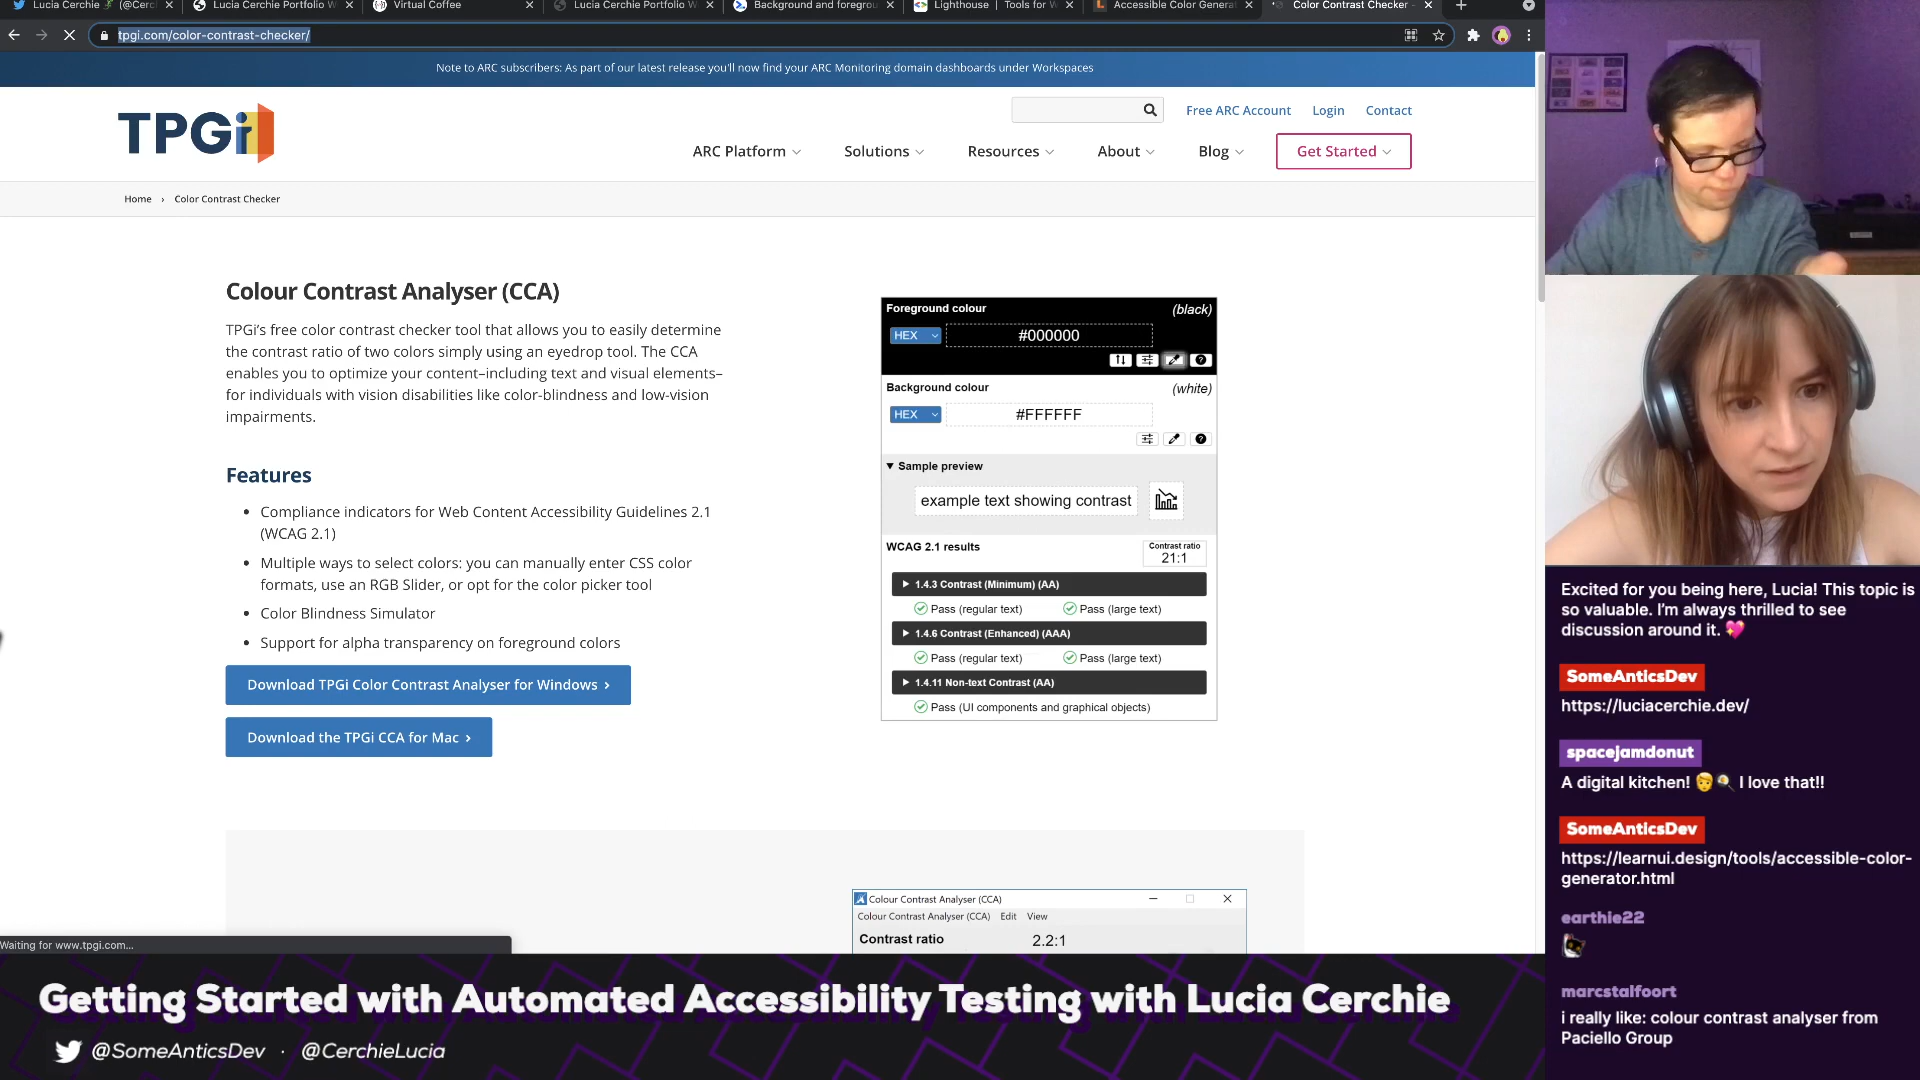 Lucia Cerchie (@Cerc
Lucia Cerchie Portfolio W
Virtual Coffee
Lucia Cerchie Portfolio W
Background and foregrou
Lighthouse | Tools for W
Accessible Color Genera
Color Contrast Checker -
tpgi.com/color-contrast-checker/
Note to ARC subscribers: As part of our latest release you'll now find your ARC Monitoring domain dashboards under Workspaces
TPGi
Free ARC Account
Login
Contact
ARC Platform
Solutions
Resources
About
Blog
Get Started
Home › Color Contrast Checker
Colour Contrast Analyser (CCA)
TPGi's free color contrast checker tool that allows you to easily determine
the contrast ratio of two colors simply using an eyedrop tool. The CCA
enables you to optimize your content–including text and visual elements–
for individuals with vision disabilities like color-blindness and low-vision
impairments.
Features
• Compliance indicators for Web Content Accessibility Guidelines 2.1
(WCAG 2.1)
• Multiple ways to select colors: you can manually enter CSS color
formats, use an RGB Slider, or opt for the color picker tool
• Color Blindness Simulator
• Support for alpha transparency on foreground colors
Download TPGi Color Contrast Analyser for Windows ›
Download the TPGi CCA for Mac ›
Foreground colour (black)
HEX #000000
Background colour (white)
HEX #FFFFFF
Sample preview
example text showing contrast
WCAG 2.1 results
Contrast ratio
21:1
1.4.3 Contrast (Minimum) (AA)
Pass (regular text) Pass (large text)
1.4.6 Contrast (Enhanced) (AAA)
Pass (regular text) Pass (large text)
1.4.11 Non-text Contrast (AA)
Pass (UI components and graphical objects)
Colour Contrast Analyser (CCA)
Colour Contrast Analyser (CCA) Edit View
Contrast ratio 2.2:1
Waiting for www.tpgi.com...
Excited for you being here, Lucia! This topic is
so valuable. I'm always thrilled to see
discussion around it. 💖
SomeAnticsDev
https://luciacerchie.dev/
spacejamdonut
A digital kitchen! 🧑‍🍳 I love that!!
SomeAnticsDev
https://learnui.design/tools/accessible-color-
generator.html
earthie22
marcstalfoort
i really like: colour contrast analyser from
Paciello Group
Getting Started with Automated Accessibility Testing with Lucia Cerchie
@SomeAnticsDev · @CerchieLucia